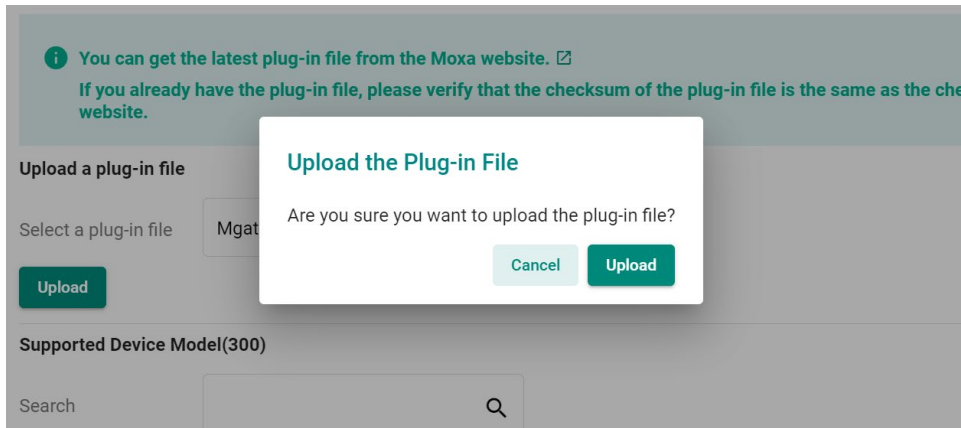 You can get the latest plug-in file from the Moxa website.
If you already have the plug-in file, please verify that the checksum of the plug-in file is the same as the
website.
Upload the Plug-in File
Are you sure you want to upload the plug-in file?
Cancel Upload
Upload a plug-in file
Select a plug-in file
Upload
Supported Device Model(300)
Search